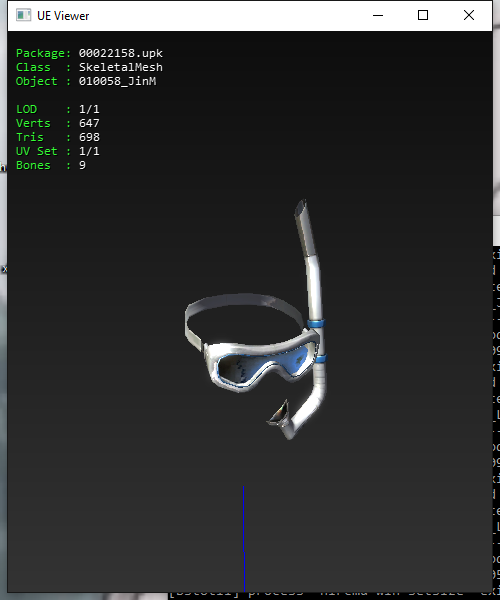 UE Viewer
Package: 00022158.upk
Class : SkeletalMesh
Object : 010058_JinM
LOD : 1/1
Verts : 647
Tris : 698
UV Set : 1/1
Bones : 9